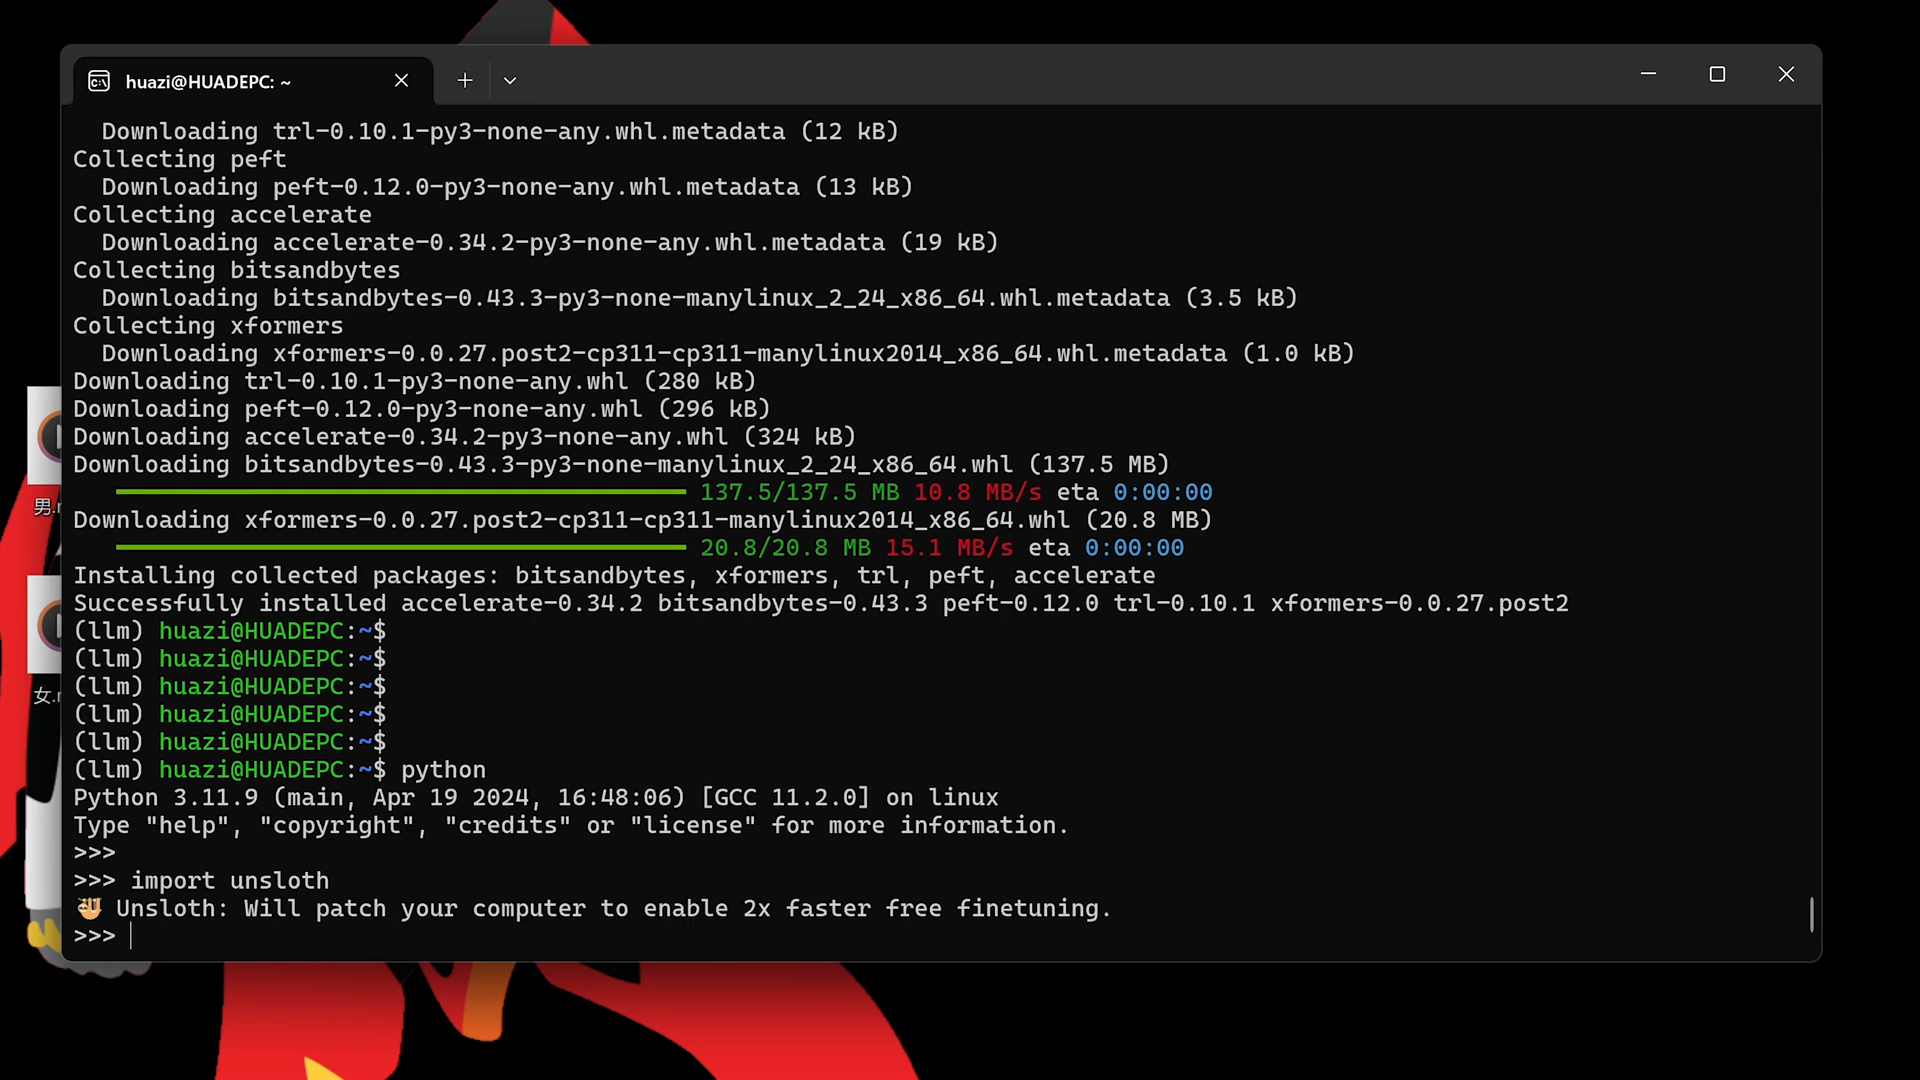 huazi@HUADEPC: ~
Downloading trl-0.10.1-py3-none-any.whl.metadata (12 kB)
Collecting peft
Downloading peft-0.12.0-py3-none-any.whl.metadata (13 kB)
Collecting accelerate
Downloading accelerate-0.34.2-py3-none-any.whl.metadata (19 kB)
Collecting bitsandbytes
Downloading bitsandbytes-0.43.3-py3-none-manylinux_2_24_x86_64.whl.metadata (3.5 kB)
Collecting xformers
Downloading xformers-0.0.27.post2-cp311-cp311-manylinux2014_x86_64.whl.metadata (1.0 kB)
Downloading trl-0.10.1-py3-none-any.whl (280 kB)
Downloading peft-0.12.0-py3-none-any.whl (296 kB)
Downloading accelerate-0.34.2-py3-none-any.whl (324 kB)
Downloading bitsandbytes-0.43.3-py3-none-manylinux_2_24_x86_64.whl (137.5 MB)
137.5/137.5 MB 10.8 MB/s eta 0:00:00
Downloading xformers-0.0.27.post2-cp311-cp311-manylinux2014_x86_64.whl (20.8 MB)
20.8/20.8 MB 15.1 MB/s eta 0:00:00
Installing collected packages: bitsandbytes, xformers, trl, peft, accelerate
Successfully installed accelerate-0.34.2 bitsandbytes-0.43.3 peft-0.12.0 trl-0.10.1 xformers-0.0.27.post2
(llm) huazi@HUADEPC:~$
(llm) huazi@HUADEPC:~$
(llm) huazi@HUADEPC:~$
(llm) huazi@HUADEPC:~$
(llm) huazi@HUADEPC:~$
(llm) huazi@HUADEPC:~$ python
Python 3.11.9 (main, Apr 19 2024, 16:48:06) [GCC 11.2.0] on linux
Type "help", "copyright", "credits" or "license" for more information.
>>>
>>> import unsloth
🦥 Unsloth: Will patch your computer to enable 2x faster free finetuning.
>>>
男.
女.